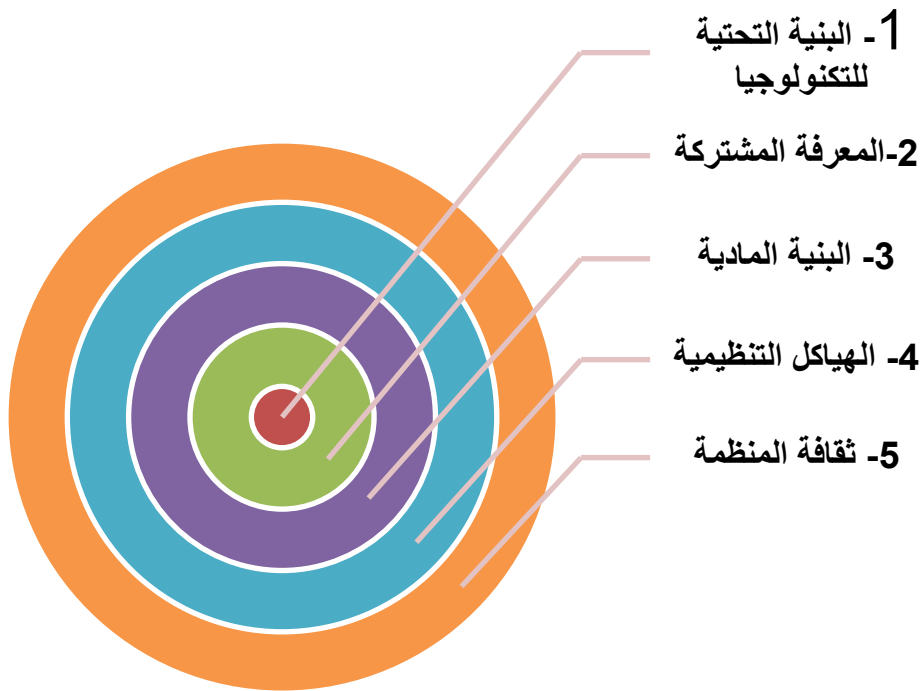 1- البنية التحتية
للتكنولوجيا
2-المعرفة المشتركة
3- البنية المادية
4- الهياكل التنظيمية
5- ثقافة المنظمة